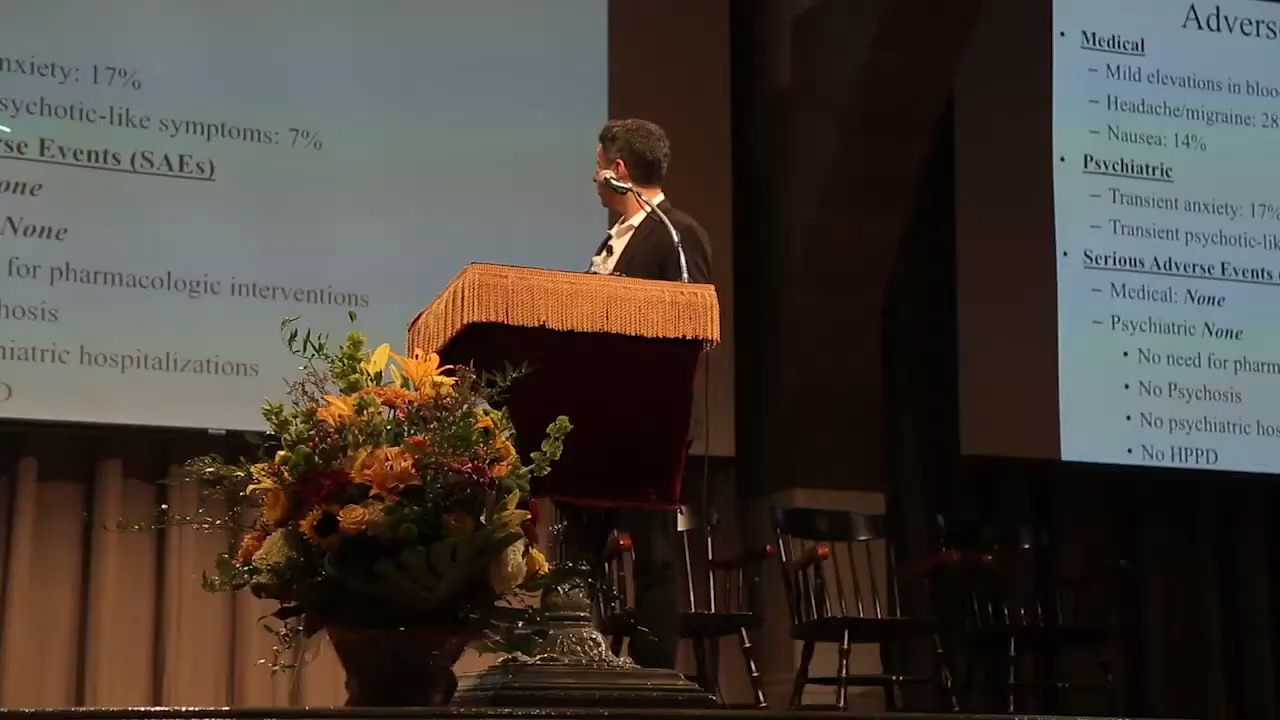 nxiety: 17%
sychotic-like symptoms: 7%
rse Events (SAEs)
one
None
for pharmacologic interventions
hosis
hiatric hospitalizations
D
Adverse
• Medical
– Mild elevations in bloo
– Headache/migraine: 28
– Nausea: 14%
• Psychiatric
– Transient anxiety: 17%
– Transient psychotic-lik
• Serious Adverse Events (
– Medical: None
– Psychiatric None
• No need for pharm
• No Psychosis
• No psychiatric hos
• No HPPD